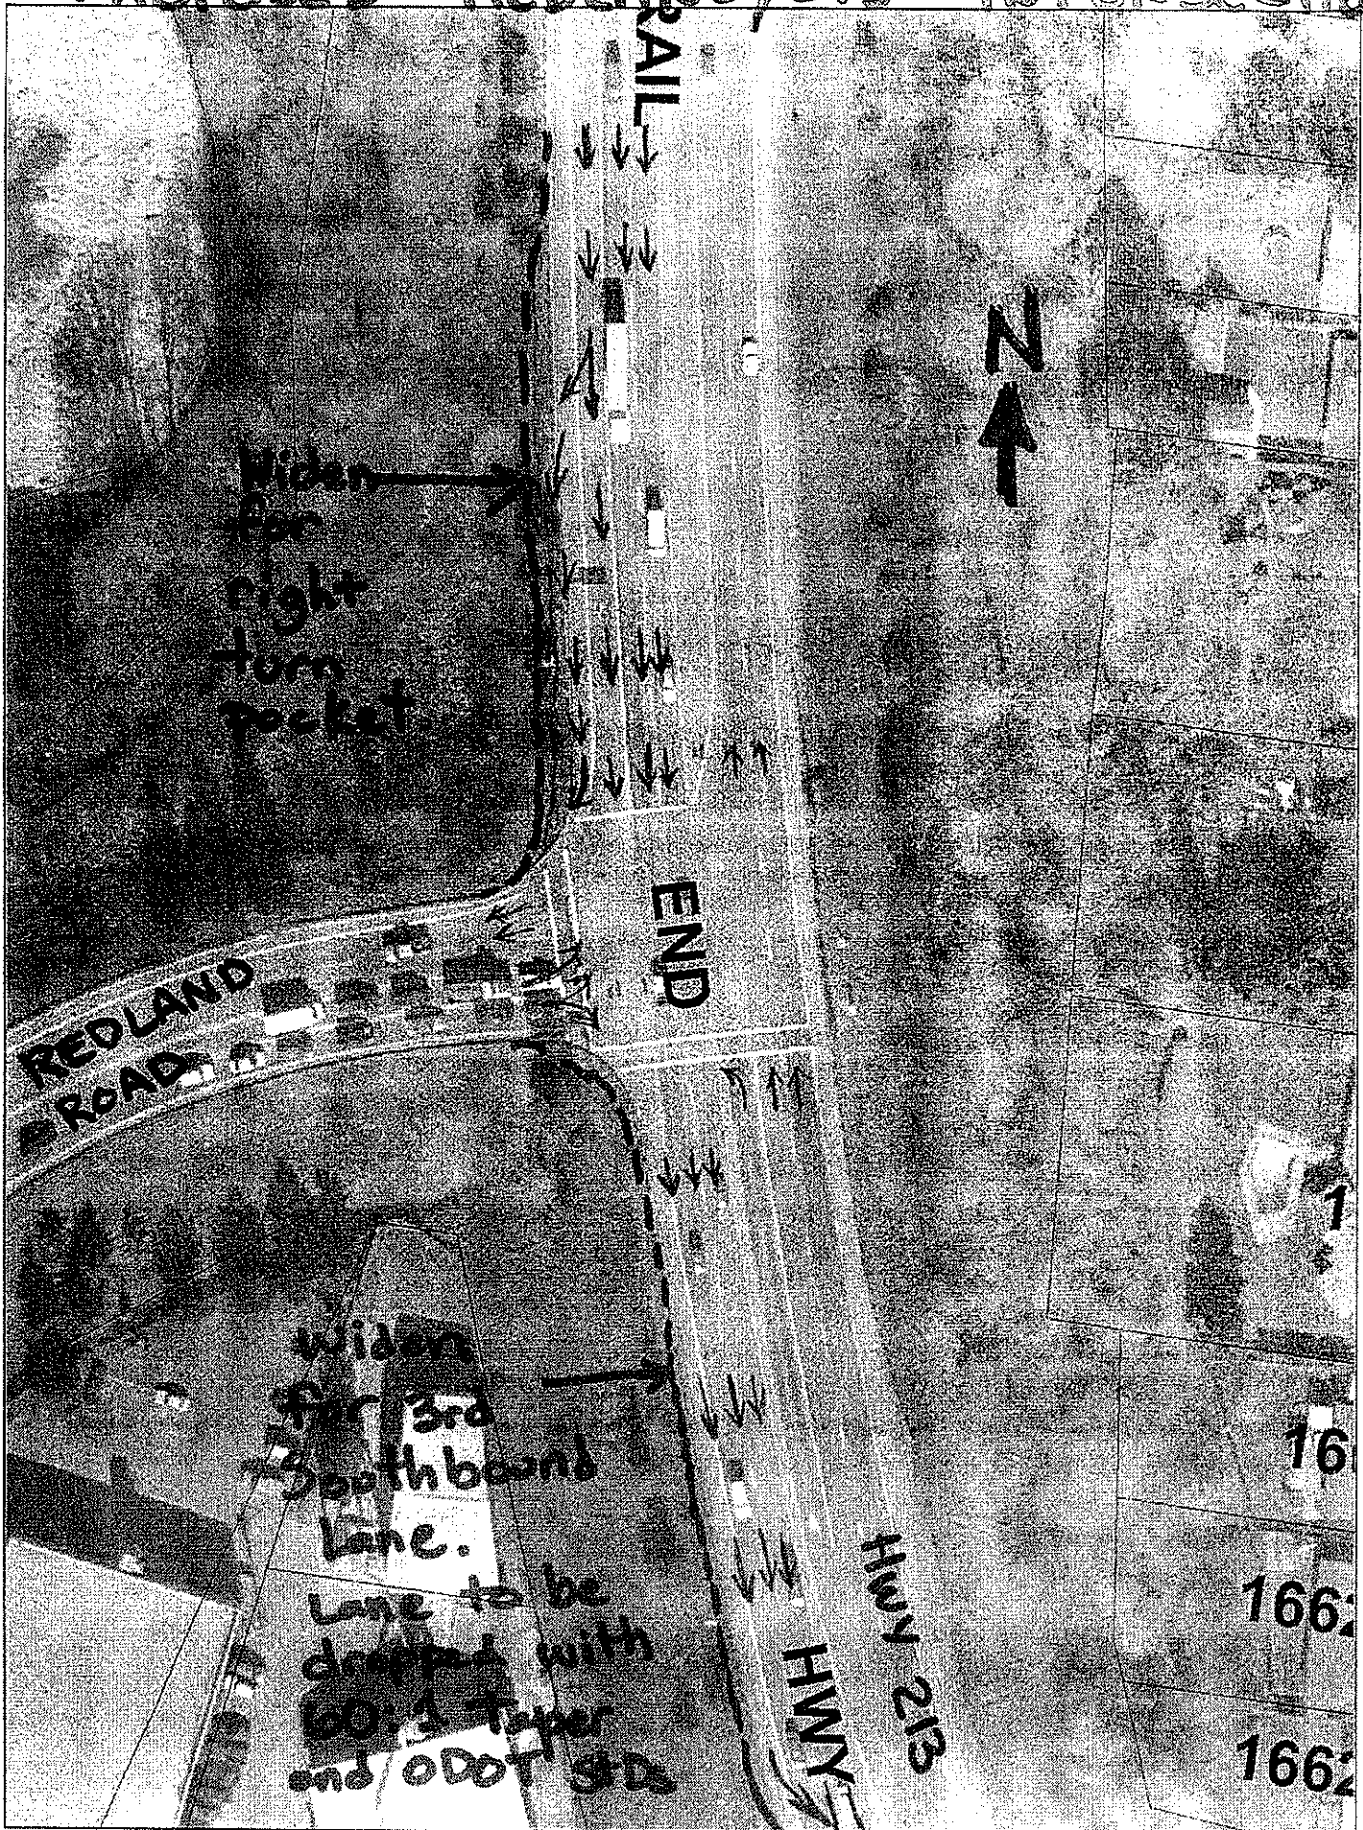 RAIL
N
Widen
for
right
turn
pocket
END
REDLAND
ROAD
Widen
for 3rd
Southbound
Lane.
Lane to be
dropped with
60:1 Taper
and ODOT StDs
HWY
Hwy 213
1
16
166
166